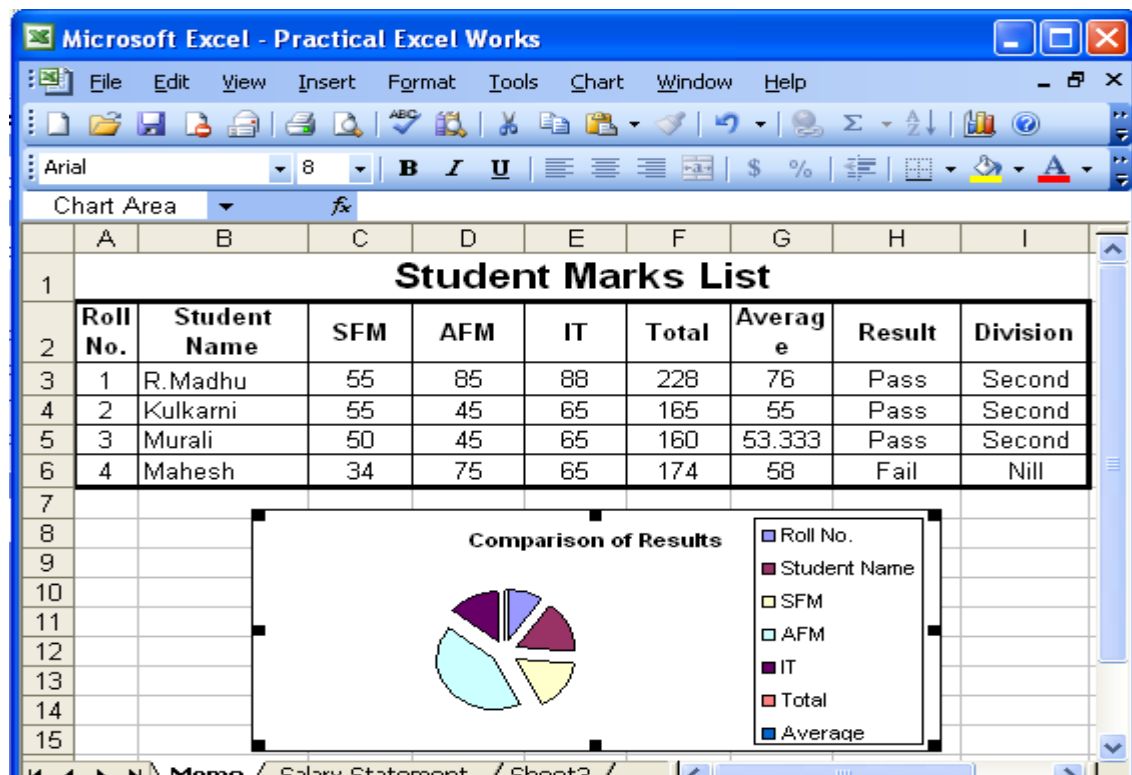 Microsoft Excel - Practical Excel Works
File Edit View Insert Format Tools Chart Window Help
Arial 8 B I U $ %
Chart Area fx
A B C D E F G H I
1 Student Marks List
2 Roll No. Student Name SFM AFM IT Total Average Result Division
3 1 R.Madhu 55 85 88 228 76 Pass Second
4 2 Kulkarni 55 45 65 165 55 Pass Second
5 3 Murali 50 45 65 160 53.333 Pass Second
6 4 Mahesh 34 75 65 174 58 Fail Nill
7
8
9
10
11
12
13
14
15
Comparison of Results
Roll No.
Student Name
SFM
AFM
IT
Total
Average
Memo Salary Statement Sheet3